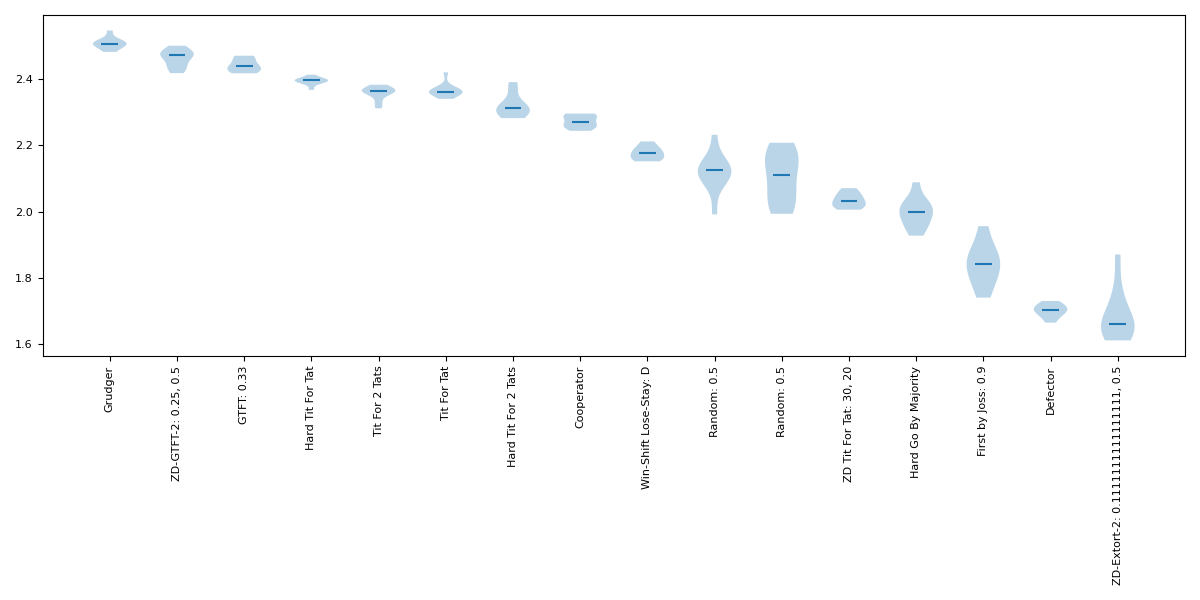 2.4
2.2
2.0
1.8
1.6
Grudger
ZD-GTFT-2: 0.25, 0.5
GTFT: 0.33
Hard Tit For Tat
Tit For 2 Tats
Tit For Tat
Hard Tit For 2 Tats
Cooperator
Win-Shift Lose-Stay: D
Random: 0.5
Random: 0.5
ZD Tit For Tat: 30, 20
Hard Go By Majority
First by Joss: 0.9
Defector
ZD-Extort-2: 0.1111111111111111, 0.5